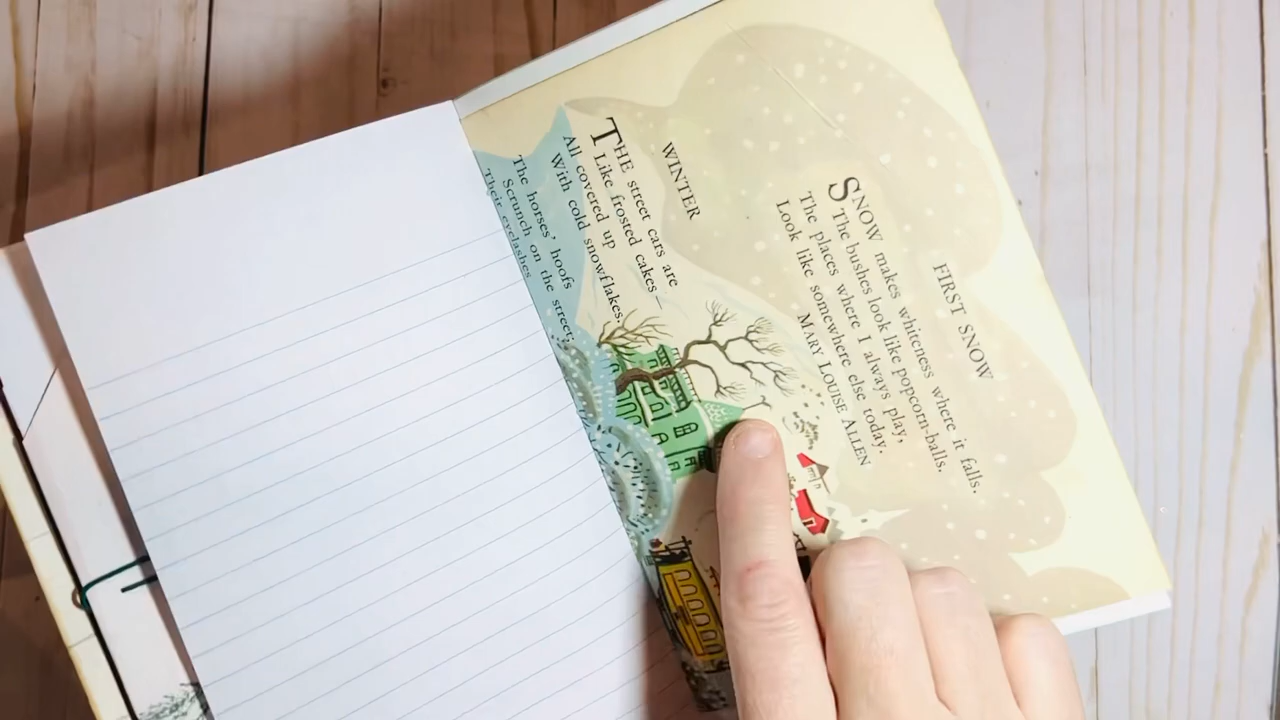 FIRST SNOW
SNOW makes whiteness where it falls.
The bushes look like popcorn-balls.
The places where I always play,
Look like somewhere else today.
MARY LOUISE ALLEN
WINTER
THE street cars are
Like frosted cakes—
All covered up
With cold snowflakes.
The horses' hoofs
Scrunch on the street;
Their eyelashes